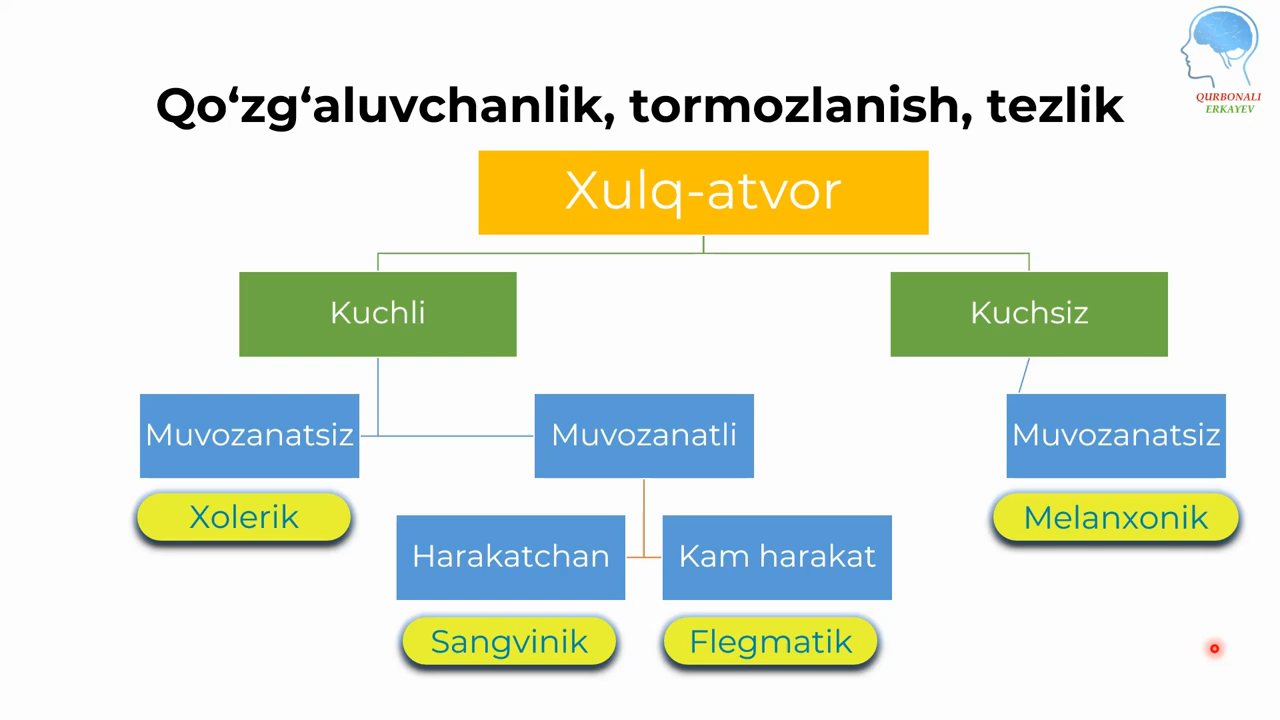 QURBONALI
ERKAYEV
Qo‘zg‘aluvchanlik, tormozlanish, tezlik
Xulq-atvor
Kuchli
Kuchsiz
Muvozanatsiz
Muvozanatli
Muvozanatsiz
Xolerik
Melanxonik
Harakatchan
Kam harakat
Sangvinik
Flegmatik